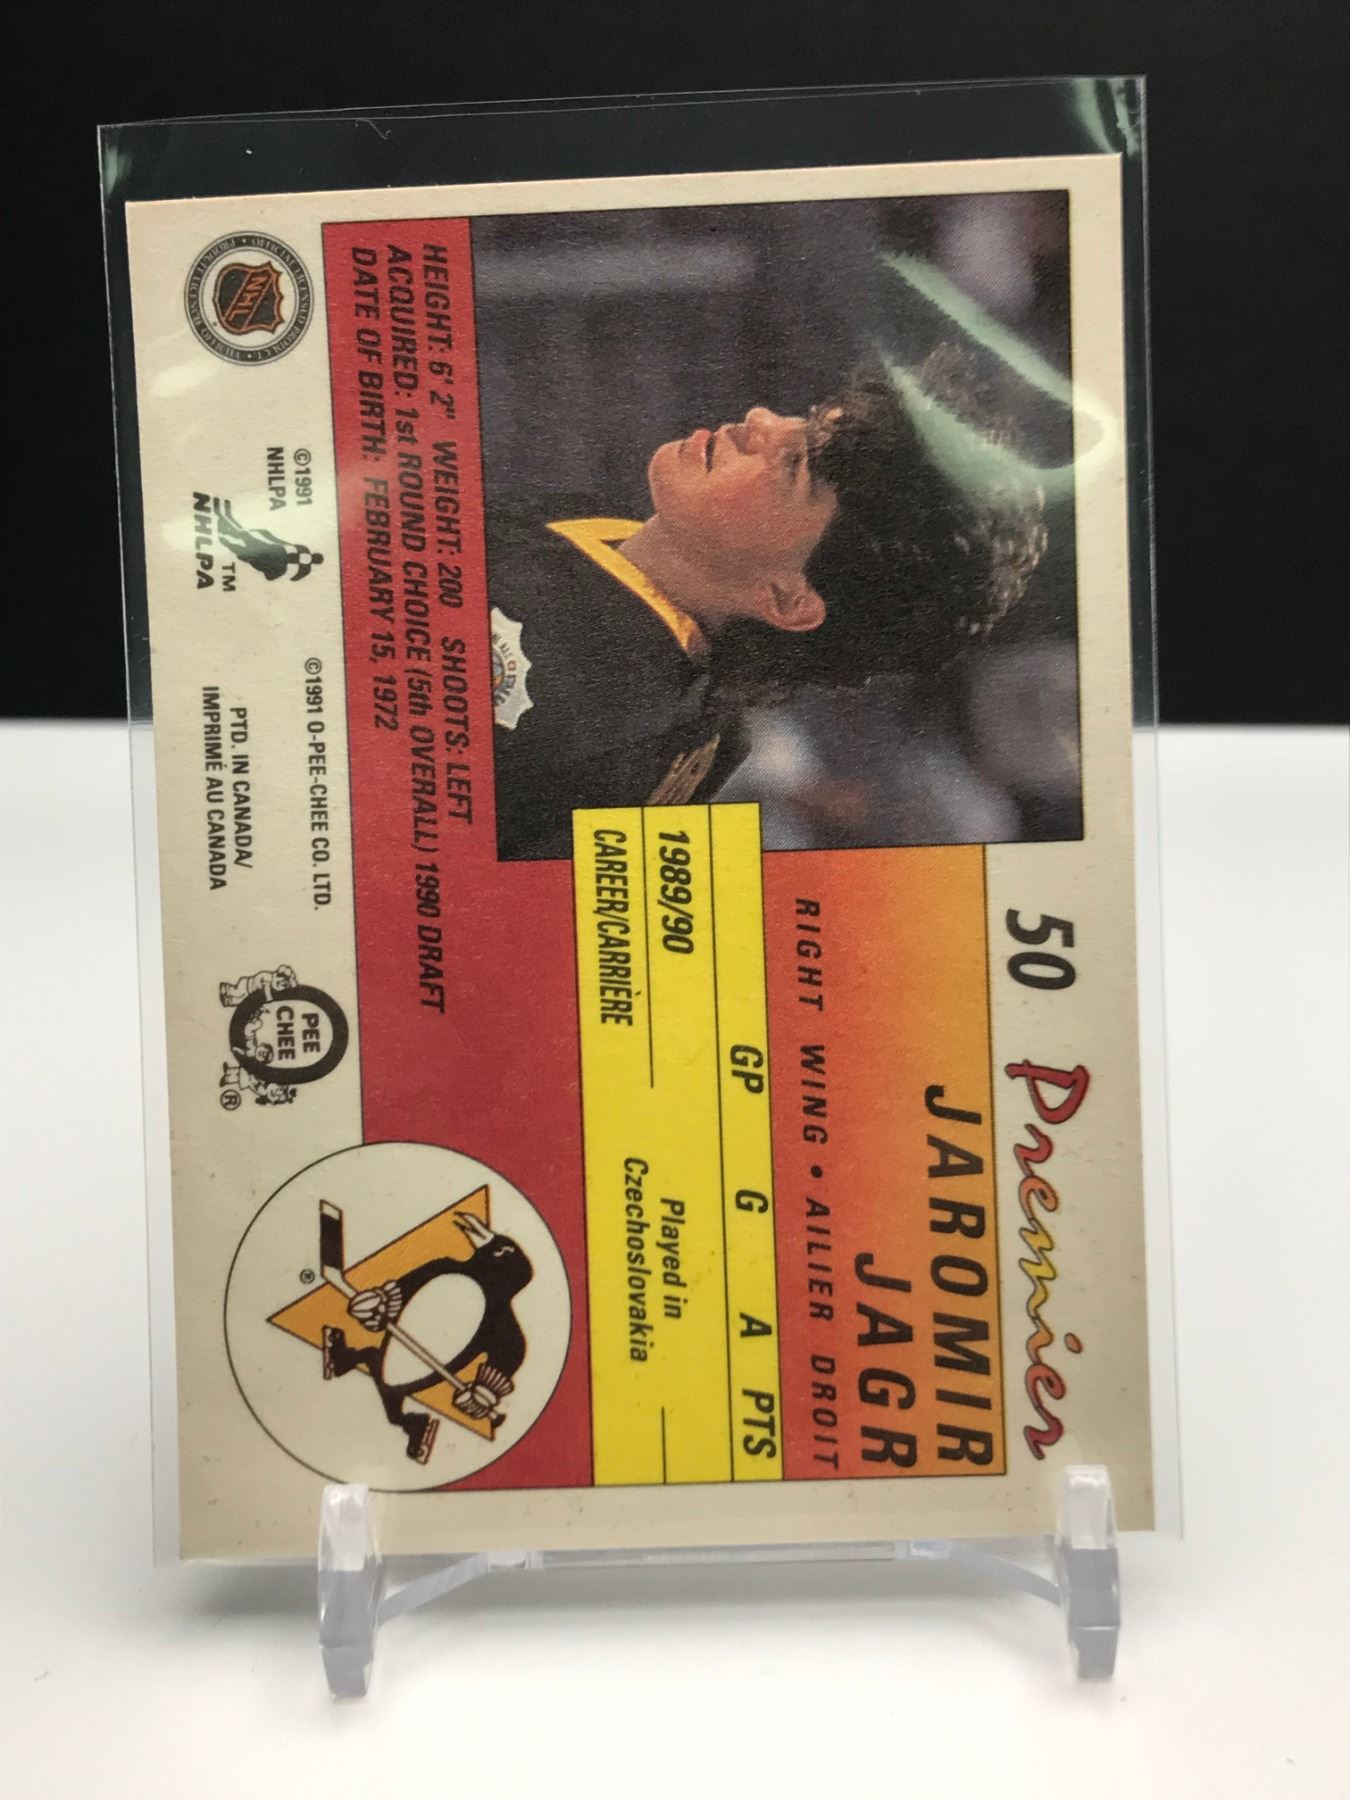 50 Premier
JAROMIR
JAGR
RIGHT WING • AILIER DROIT
GP G A PTS
1989/90 Played in
CAREER/CARRIÈRE Czechoslovakia
HEIGHT: 6' 2" WEIGHT: 200 SHOOTS: LEFT
ACQUIRED: 1st ROUND CHOICE (5th OVERALL) 1990 DRAFT
DATE OF BIRTH: FEBRUARY 15, 1972
NHL
©1991
NHLPA
TM
NHLPA
©1991 O-PEE-CHEE CO. LTD.
PTD. IN CANADA/
IMPRIMÉ AU CANADA
O
PEE
CHEE
®
®